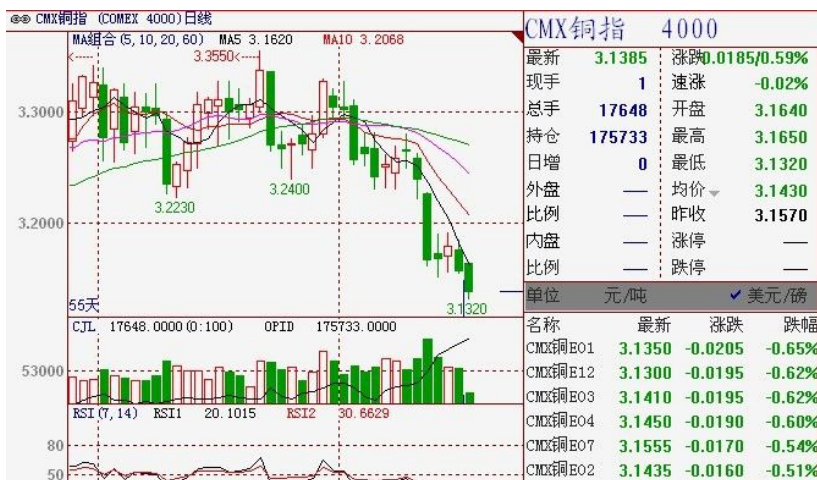 CMX铜指 (COMEX 4000)日线
MA组合(5,10,20,60) MA5 3.1620 MA10 3.2068
3.3550
3.3000
3.2400
3.2230
3.2000
3.1320
55天
CJL 17648.0000(0:100) OPID 175733.0000
53000
RSI(7,14) RSI1 20.1015 RSI2 30.6629
80
50
CMX铜指 4000
最新 3.1385 涨跌0.0185/0.59%
现手 1 速涨 -0.02%
总手 17648 开盘 3.1640
持仓 175733 最高 3.1650
日增 0 最低 3.1320
外盘 — 均价 3.1430
比例 — 昨收 3.1570
内盘 — 涨停 —
比例 — 跌停 —
单位 元/吨 ✔美元/磅
名称 最新 涨跌 跌幅
CMX铜E01 3.1350 -0.0205 -0.65%
CMX铜E12 3.1300 -0.0195 -0.62%
CMX铜E03 3.1410 -0.0195 -0.62%
CMX铜E04 3.1450 -0.0190 -0.60%
CMX铜E07 3.1555 -0.0170 -0.54%
CMX铜E02 3.1435 -0.0160 -0.51%